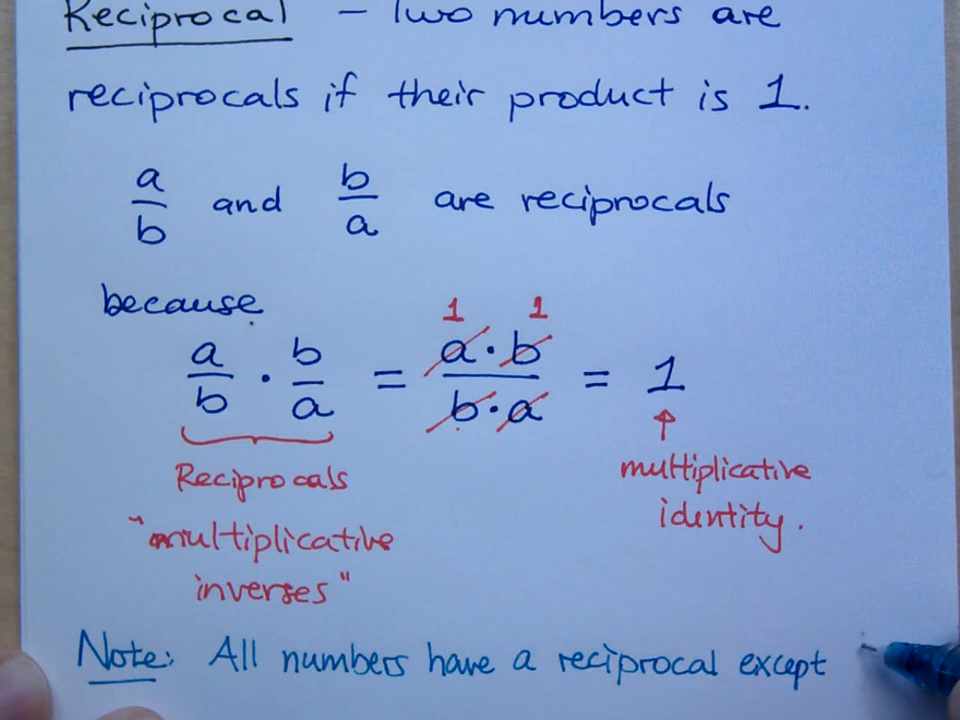 Reciprocal – Two numbers are
reciprocals if their product is 1.
a/b and b/a are reciprocals
because
1 1
a/b · b/a = a·b/b·a = 1
Reciprocals
multiplicative
identity.
"multiplicative
inverses"
Note: All numbers have a reciprocal except